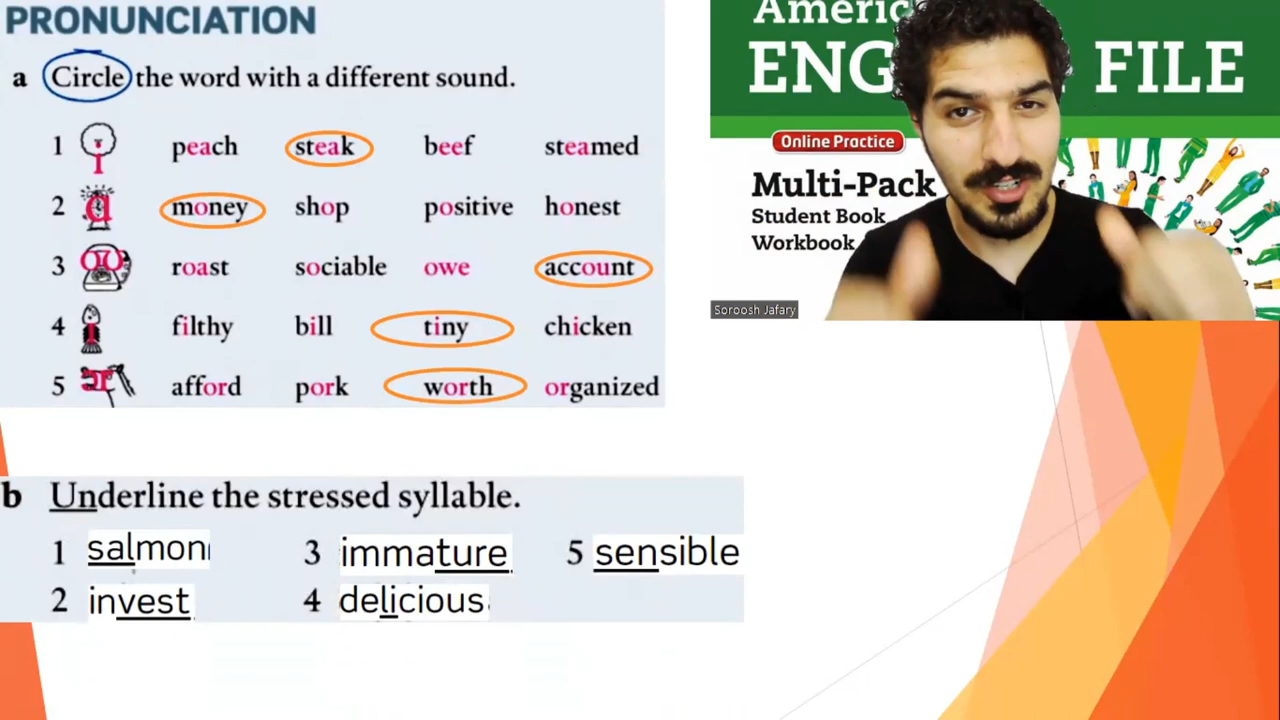 PRONUNCIATION
a Circle the word with a different sound.
1 peach steak beef steamed
2 money shop positive honest
3 roast sociable owe account
4 filthy bill tiny chicken
5 afford pork worth organized
b Underline the stressed syllable.
1 salmon 3 immature 5 sensible
2 invest 4 delicious
Americ
ENG FILE
Online Practice
Multi-Pack
Student Book
Workbook
Soroosh Jafary